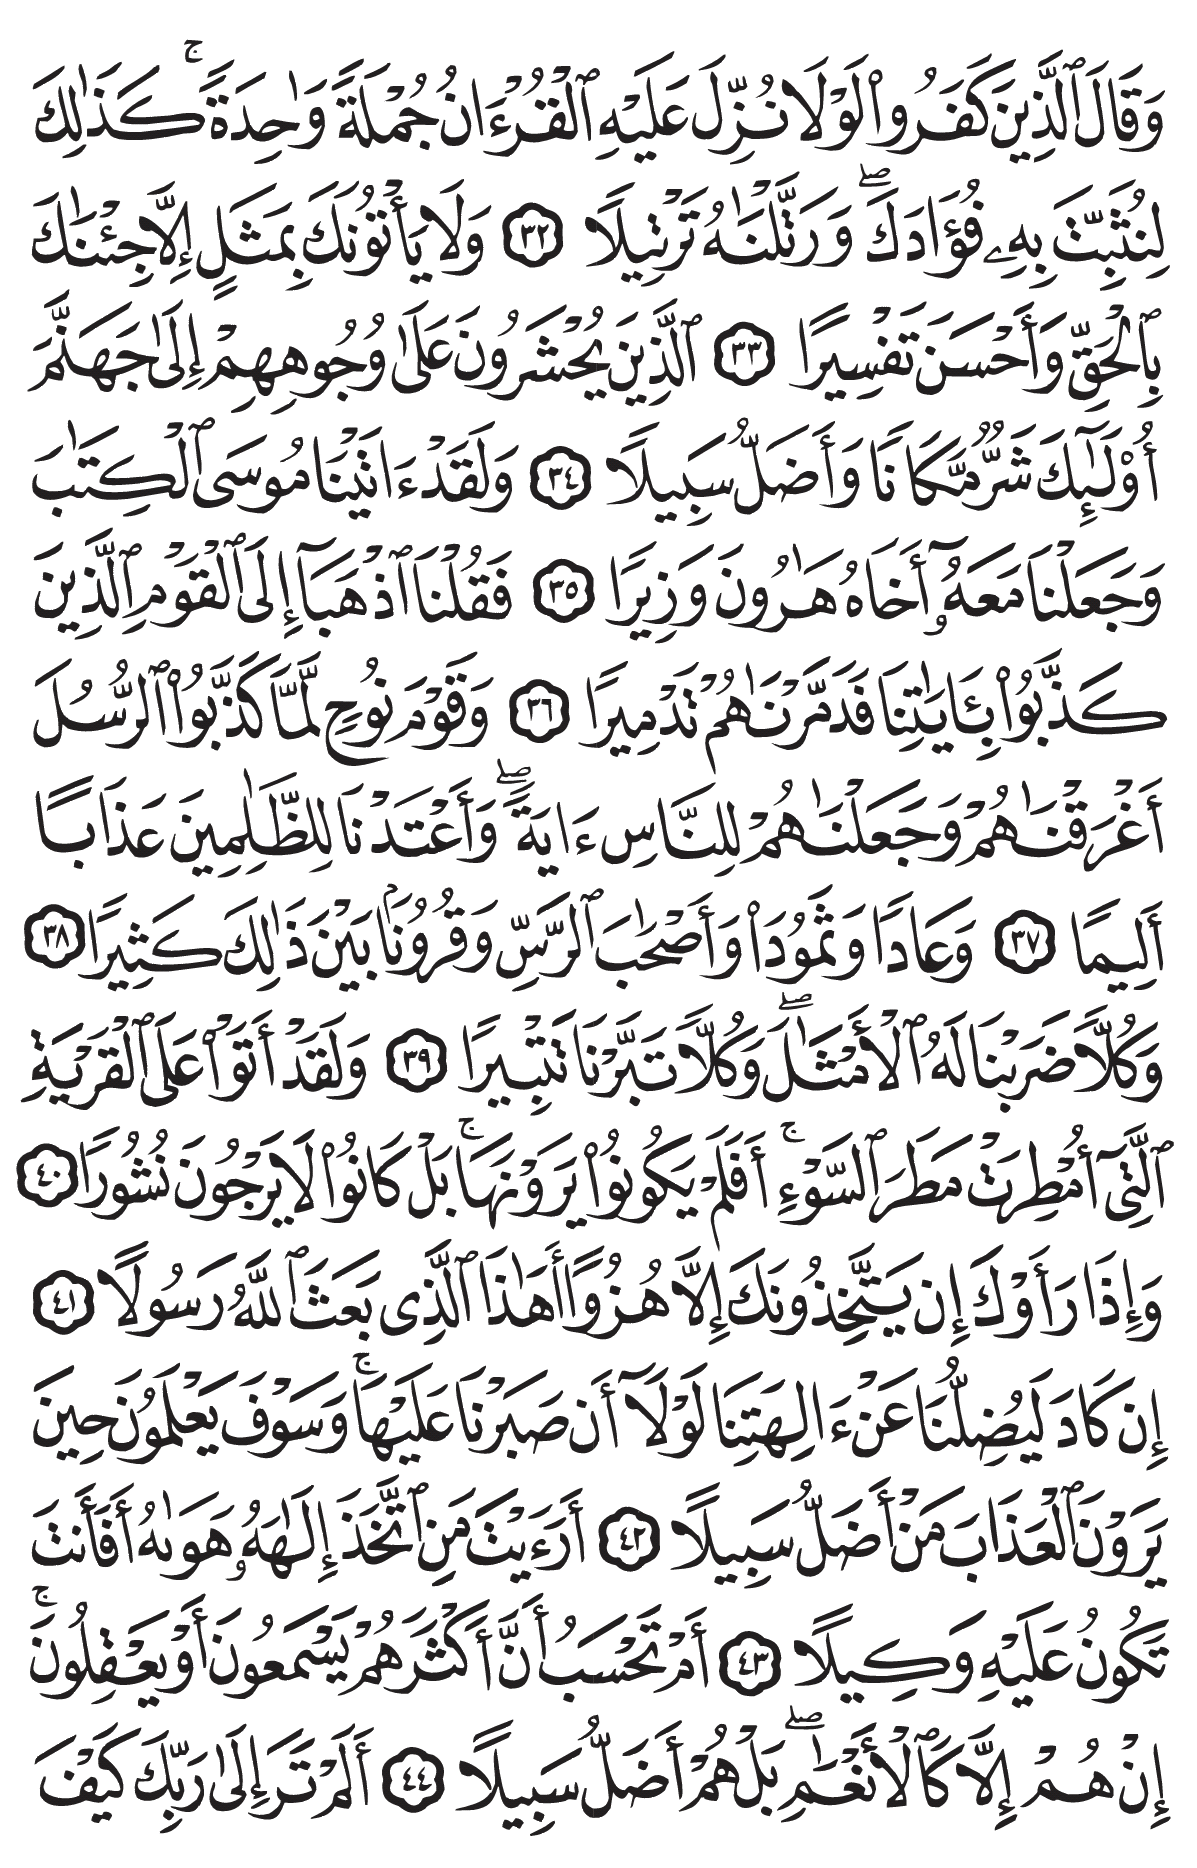 وَقَالَ ٱلَّذِينَ كَفَرُوا۟ لَوْلَا نُزِّلَ عَلَيْهِ ٱلْقُرْءَانُ جُمْلَةً وَٰحِدَةً ۚ كَذَٰلِكَ
لِنُثَبِّتَ بِهِۦ فُؤَادَكَ ۖ وَرَتَّلْنَـٰهُ تَرْتِيلًا ٣٢ وَلَا يَأْتُونَكَ بِمَثَلٍ إِلَّا جِئْنَـٰكَ
بِٱلْحَقِّ وَأَحْسَنَ تَفْسِيرًا ٣٣ ٱلَّذِينَ يُحْشَرُونَ عَلَىٰ وُجُوهِهِمْ إِلَىٰ جَهَنَّمَ
أُو۟لَـٰٓئِكَ شَرٌّ مَّكَانًا وَأَضَلُّ سَبِيلًا ٣٤ وَلَقَدْ ءَاتَيْنَا مُوسَى ٱلْكِتَـٰبَ
وَجَعَلْنَا مَعَهُۥٓ أَخَاهُ هَـٰرُونَ وَزِيرًا ٣٥ فَقُلْنَا ٱذْهَبَآ إِلَى ٱلْقَوْمِ ٱلَّذِينَ
كَذَّبُوا۟ بِـَٔايَـٰتِنَا فَدَمَّرْنَـٰهُمْ تَدْمِيرًا ٣٦ وَقَوْمَ نُوحٍ لَّمَّا كَذَّبُوا۟ ٱلرُّسُلَ
أَغْرَقْنَـٰهُمْ وَجَعَلْنَـٰهُمْ لِلنَّاسِ ءَايَةً ۖ وَأَعْتَدْنَا لِلظَّـٰلِمِينَ عَذَابًا
أَلِيمًا ٣٧ وَعَادًا وَثَمُودَا۟ وَأَصْحَـٰبَ ٱلرَّسِّ وَقُرُونًۢا بَيْنَ ذَٰلِكَ كَثِيرًا ٣٨
وَكُلًّا ضَرَبْنَا لَهُ ٱلْأَمْثَـٰلَ ۖ وَكُلًّا تَبَّرْنَا تَتْبِيرًا ٣٩ وَلَقَدْ أَتَوْا۟ عَلَى ٱلْقَرْيَةِ
ٱلَّتِىٓ أُمْطِرَتْ مَطَرَ ٱلسَّوْءِ ۚ أَفَلَمْ يَكُونُوا۟ يَرَوْنَهَا ۚ بَلْ كَانُوا۟ لَا يَرْجُونَ نُشُورًا ٤٠
وَإِذَا رَأَوْكَ إِن يَتَّخِذُونَكَ إِلَّا هُزُوًا أَهَـٰذَا ٱلَّذِى بَعَثَ ٱللَّهُ رَسُولًا ٤١
إِن كَادَ لَيُضِلُّنَا عَنْ ءَالِهَتِنَا لَوْلَآ أَن صَبَرْنَا عَلَيْهَا ۚ وَسَوْفَ يَعْلَمُونَ حِينَ
يَرَوْنَ ٱلْعَذَابَ مَنْ أَضَلُّ سَبِيلًا ٤٢ أَرَءَيْتَ مَنِ ٱتَّخَذَ إِلَـٰهَهُۥ هَوَىٰهُ أَفَأَنتَ
تَكُونُ عَلَيْهِ وَكِيلًا ٤٣ أَمْ تَحْسَبُ أَنَّ أَكْثَرَهُمْ يَسْمَعُونَ أَوْ يَعْقِلُونَ ۚ
إِنْ هُمْ إِلَّا كَٱلْأَنْعَـٰمِ ۖ بَلْ هُمْ أَضَلُّ سَبِيلًا ٤٤ أَلَمْ تَرَ إِلَىٰ رَبِّكَ كَيْفَ